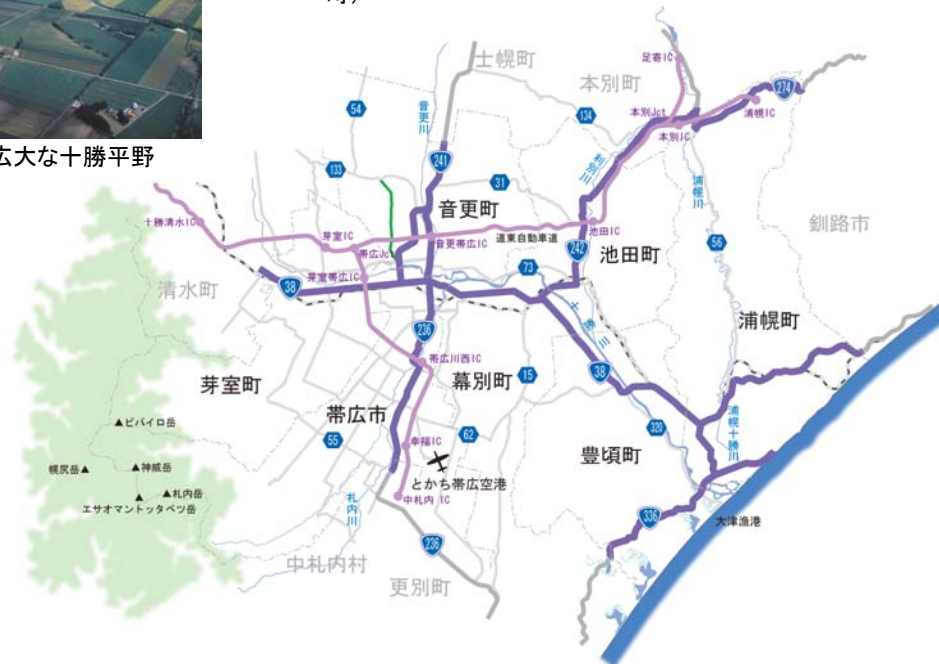 広大な十勝平野
士幌町
足寄IC
本別町
274
54
音更川
134
本別Jct
浦幌IC
本別IC
241
利別川
133
31
浦幌川
音更町
十勝清水IC
芽室IC
音更帯広IC
道東自動車道
池田IC
釧路市
帯広Jc
242
池田町
56
芽室帯広IC
73
清水町
38
十勝川
浦幌町
236
帯広川西IC
38
芽室町
幕別町
15
帯広市
ピパイロ岳
浦幌十勝川
55
幸福IC
62
320
豊頃町
幌尻岳
神威岳
とかち帯広空港
札内岳
中札内 IC
エサオマントッタベツ岳
札内川
336
大津漁港
236
中札内村
更別町